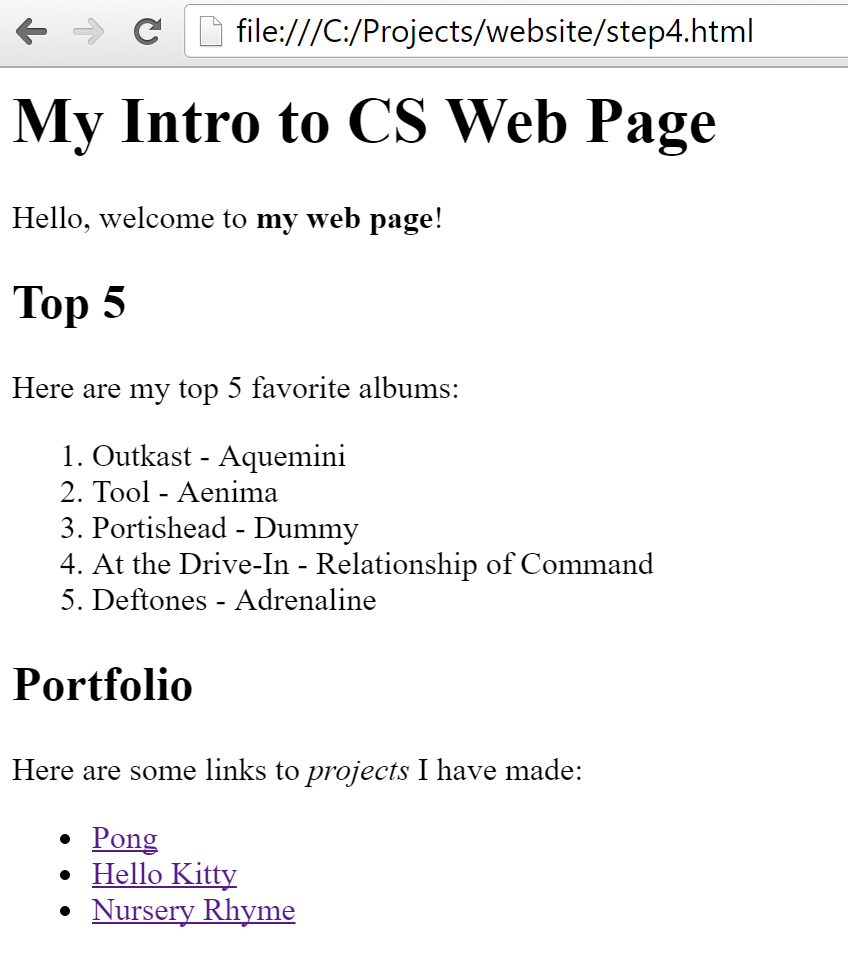 file:///C:/Projects/website/step4.html
My Intro to CS Web Page
Hello, welcome to my web page!
Top 5
Here are my top 5 favorite albums:
1. Outkast - Aquemini
2. Tool - Aenima
3. Portishead - Dummy
4. At the Drive-In - Relationship of Command
5. Deftones - Adrenaline
Portfolio
Here are some links to projects I have made:
• Pong
• Hello Kitty
• Nursery Rhyme